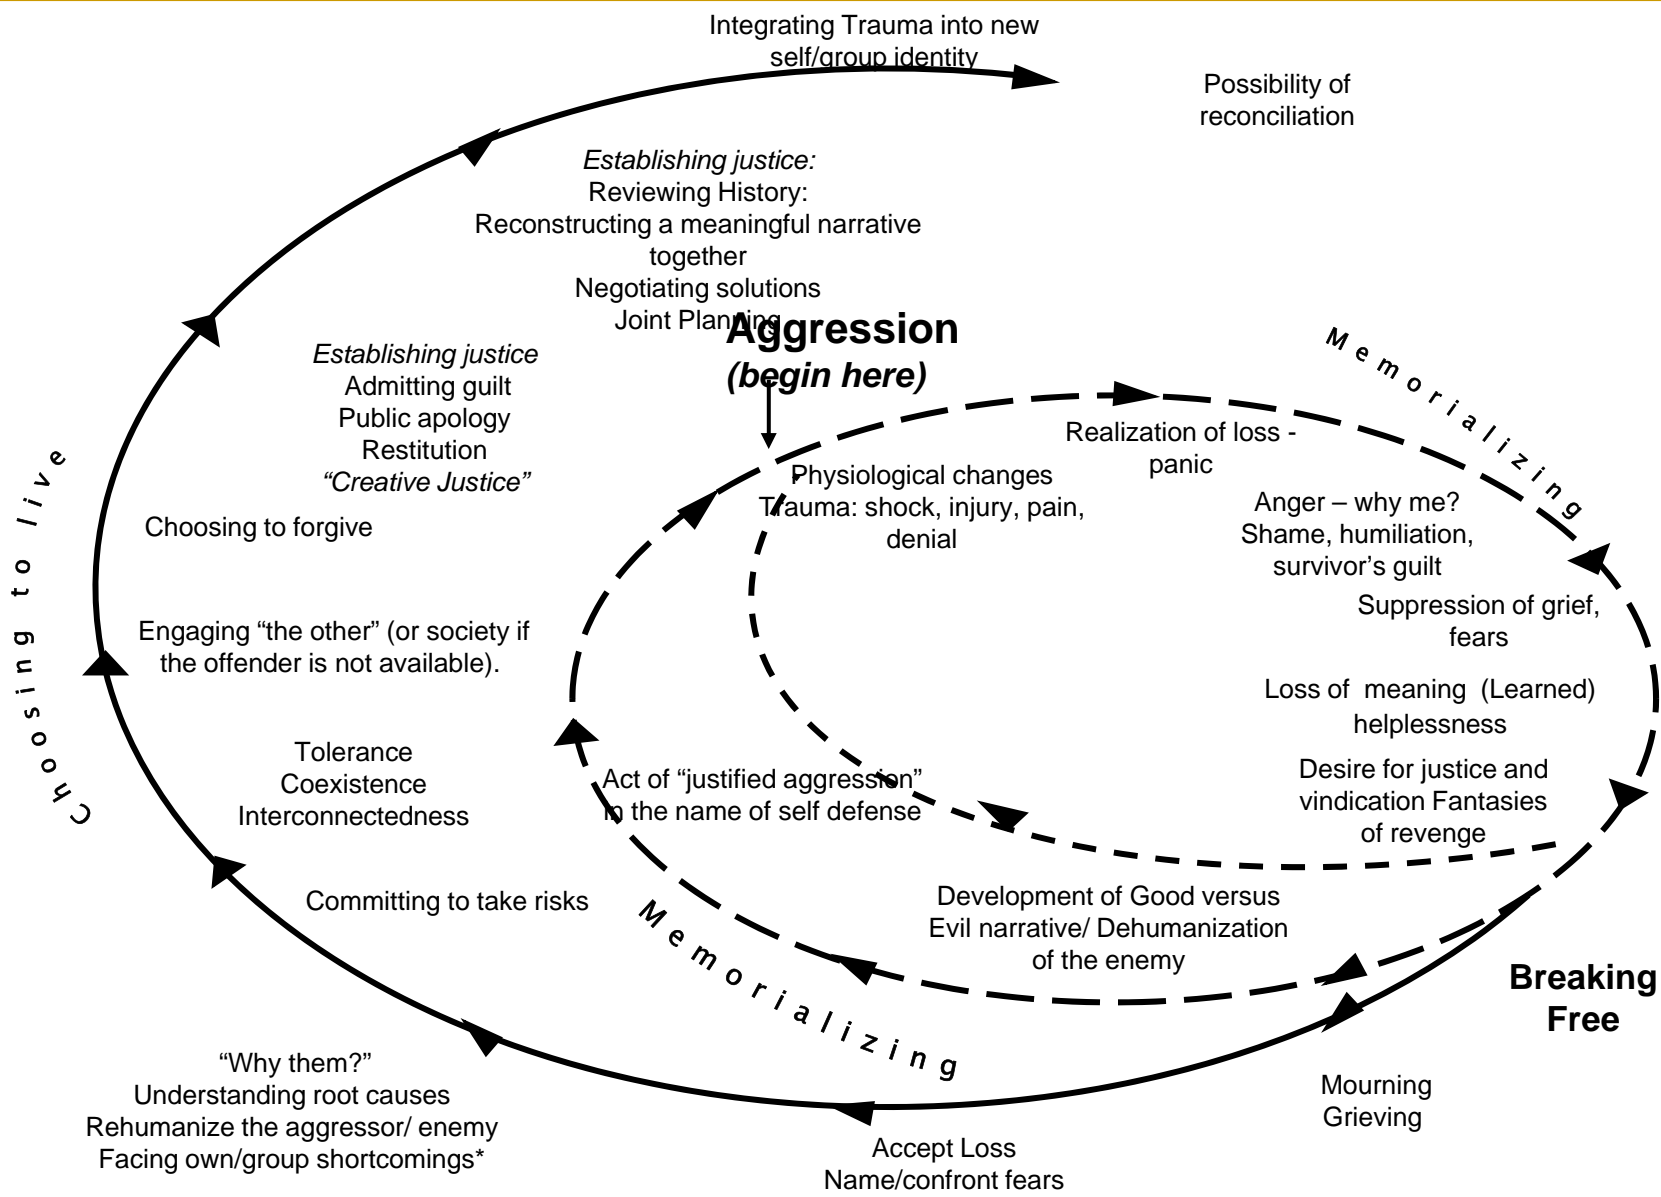 Integrating Trauma into new
self/group identity
Possibility of
reconciliation
Establishing justice:
Reviewing History:
Reconstructing a meaningful narrative
together
Negotiating solutions
Joint Planning
Aggression
(begin here)
Memorializing
Establishing justice
Admitting guilt
Public apology
Restitution
“Creative Justice”
Realization of loss -
panic
Physiological changes
Trauma: shock, injury, pain,
denial
Anger – why me?
Shame, humiliation,
survivor’s guilt
Choosing to forgive
Choosing to live
Suppression of grief,
fears
Engaging “the other” (or society if
the offender is not available).
Loss of meaning (Learned)
helplessness
Tolerance
Coexistence
Interconnectedness
Act of “justified aggression”
in the name of self defense
Desire for justice and
vindication Fantasies
of revenge
Committing to take risks
Development of Good versus
Evil narrative/ Dehumanization
of the enemy
Memorializing
Breaking
Free
“Why them?”
Understanding root causes
Rehumanize the aggressor/ enemy
Facing own/group shortcomings*
Mourning
Grieving
Accept Loss
Name/confront fears